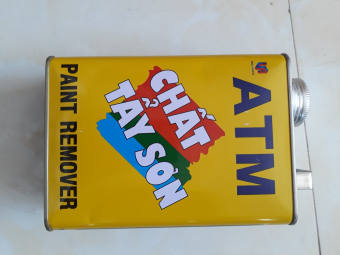 ATM
CHẤT
TẨY SƠN
PAINT REMOVER